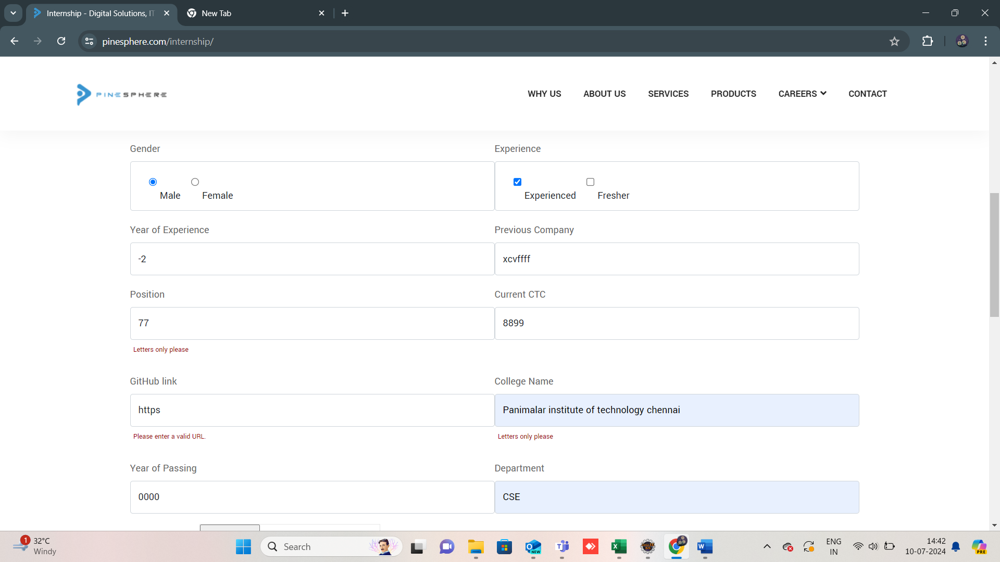 Internship - Digital Solutions, IT
New Tab
pinesphere.com/internship/
PINESPHERE
WHY US
ABOUT US
SERVICES
PRODUCTS
CAREERS
CONTACT
Gender
Experience
Male
Female
Experienced
Fresher
Year of Experience
Previous Company
-2
xcvffff
Position
Current CTC
77
8899
Letters only please
GitHub link
College Name
https
Panimalar institute of technology chennai
Please enter a valid URL.
Letters only please
Year of Passing
Department
0000
CSE
1
32°C
Windy
Search
NEW
ENG
IN
14:42
10-07-2024
PRE